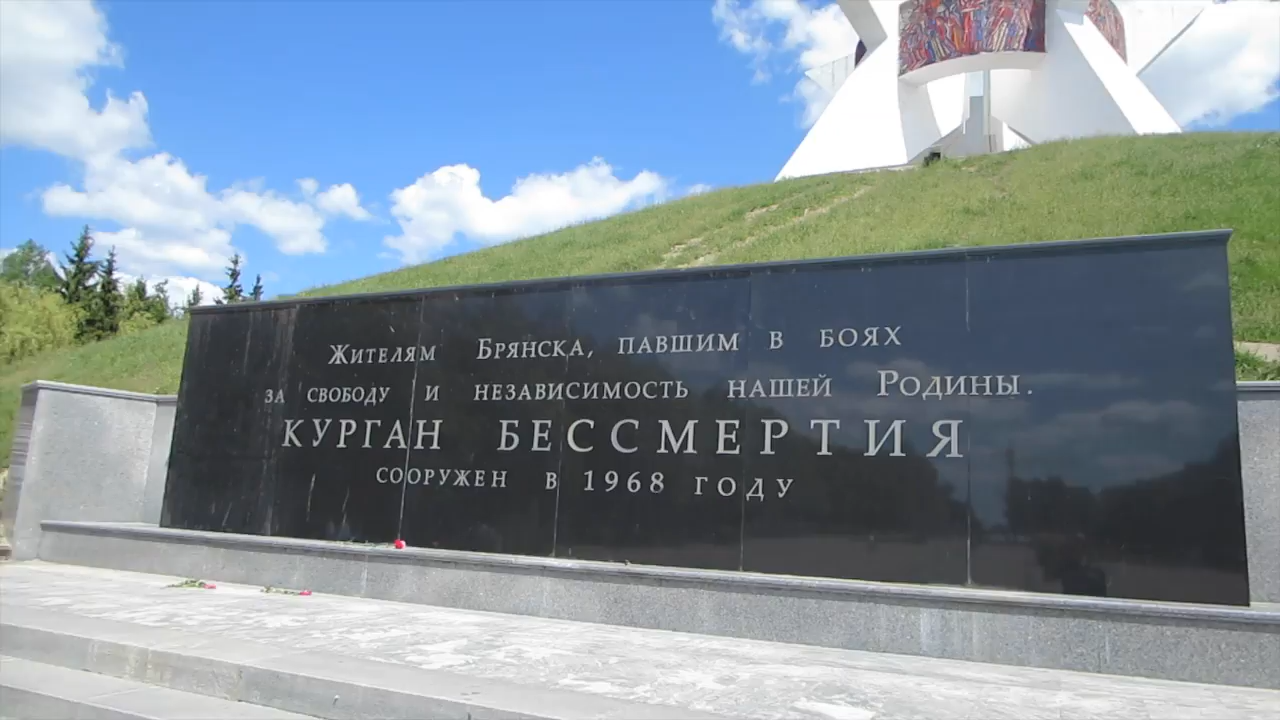 Жителям Брянска, павшим в боях
за свободу и независимость нашей Родины.
КУРГАН БЕССМЕРТИЯ
сооружен в 1968 году